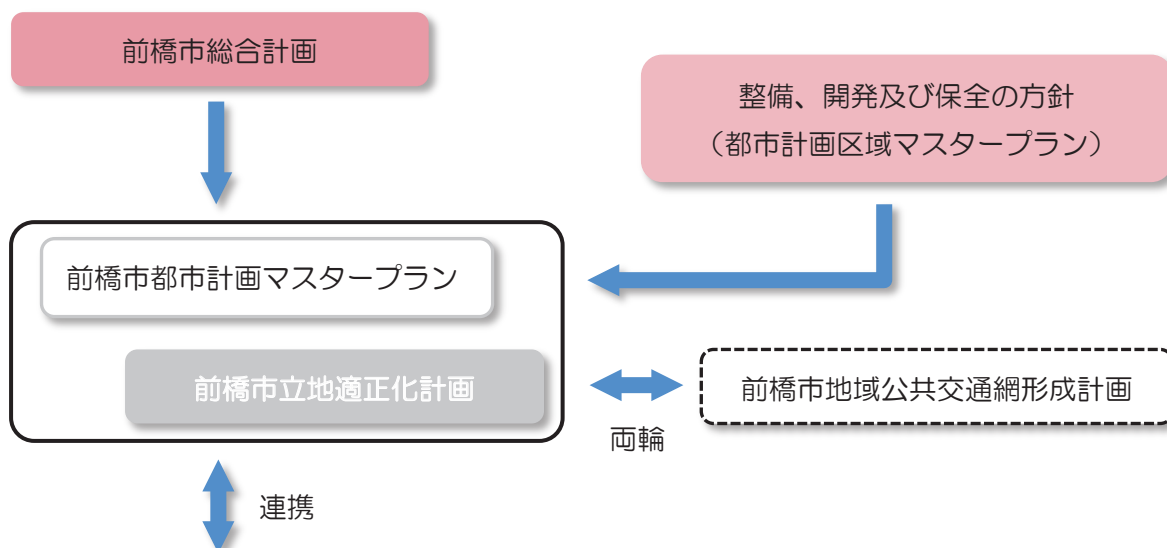 前橋市総合計画
整備、開発及び保全の方針
（都市計画区域マスタープラン）
前橋市都市計画マスタープラン
前橋市立地適正化計画
前橋市地域公共交通網形成計画
両輪
連携